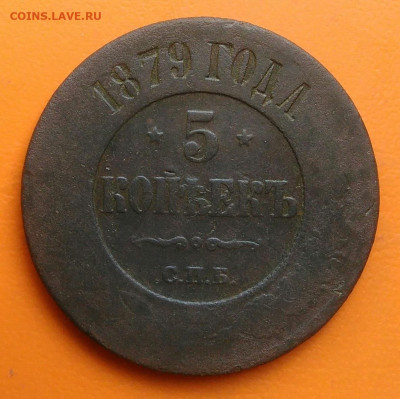 COINS.LAVE.RU
1879 ГОДА
5
КОПѢЕКЪ
.С.П.Б.